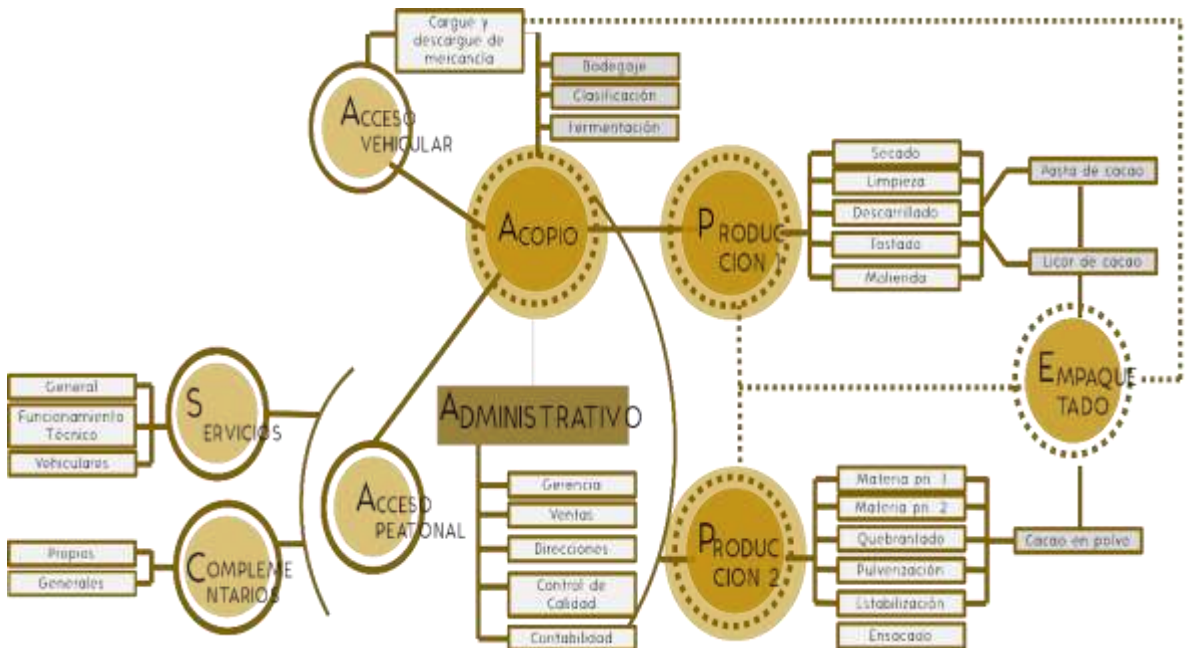 Cargue y
descargue de
meicancía
Bodegaje
Clasificación
Fermentación
ACCESO
VEHICULAR
ACOPIO
PRODUC
CION 1
Secado
Limpieza
Descarrillado
Tostado
Molienda
Pasta de cacao
Licor de cacao
EMPAQUE
TADO
General
Funcionamiento
Técnico
Vehiculares
SERVICIOS
ADMINISTRATIVO
ACCESO
PEATONAL
Gerencia
Ventas
Direcciones
Control de
Calidad
Contabilidad
PRODUC
CION 2
Materia pri. 1
Materia pri. 2
Quebrantado
Pulverización
Estabilización
Ensacado
Cacao en polvo
Propias
Generales
COMPLEME
NTARIOS